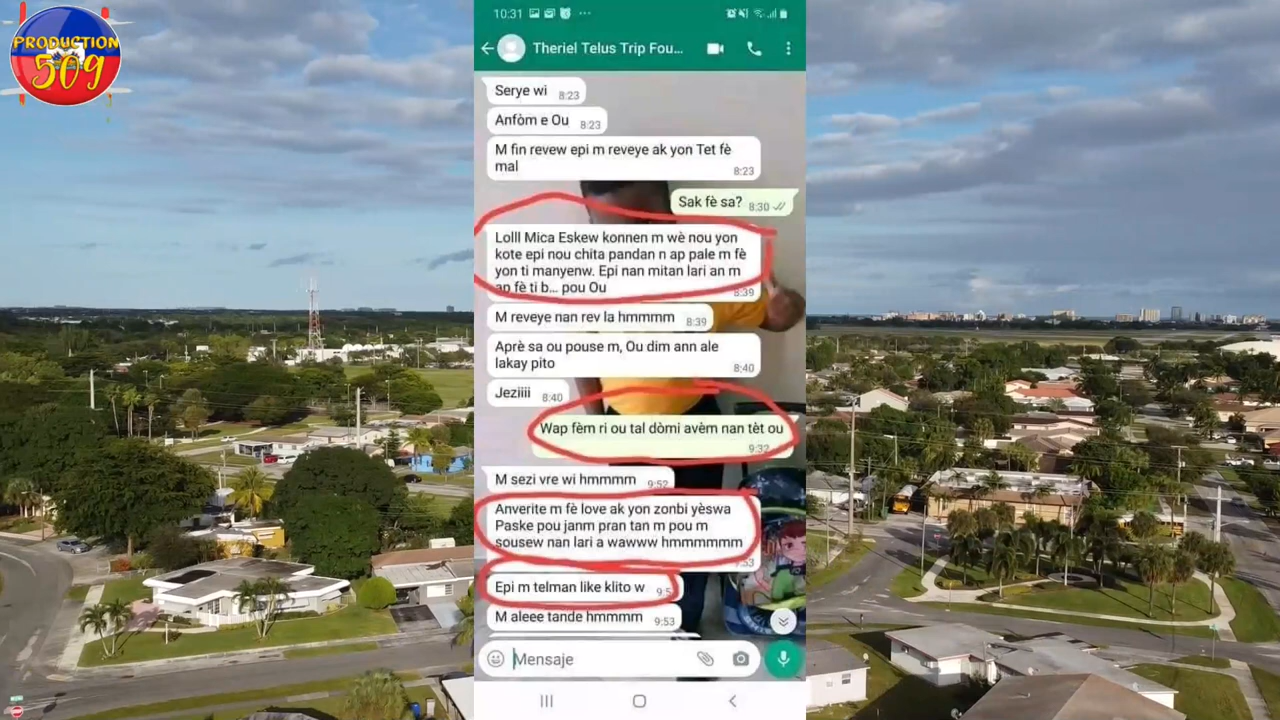 PRODUCTION
509
10:31
Theriel Telus Trip Fou...
Serye wi 8:23
Anfòm e Ou 8:23
M fin revew epi m reveye ak yon Tet fè
mal 8:23
Sak fè sa? 8:30
Lolll Mica Eskew konnen m wè nou yon
kote epi nou chita pandan n ap pale m fè
yon ti manyenw. Epi nan mitan lari an m
ap fè ti b... pou Ou 8:39
M reveye nan rev la hmmmm 8:39
Aprè sa ou pouse m, Ou dim ann ale
lakay pito 8:40
Jeziiii 8:40
Wap fèm ri ou tal dòmi avèm nan tèt ou
9:32
M sezi vre wi hmmmm 9:52
Anverite m fè love ak yon zonbi yèswa
Paske pou janm pran tan m pou m
sousew nan lari a wawww hmmmmmm
Epi m telman like klito w
M aleee tande hmmmm 9:53
Mensaje